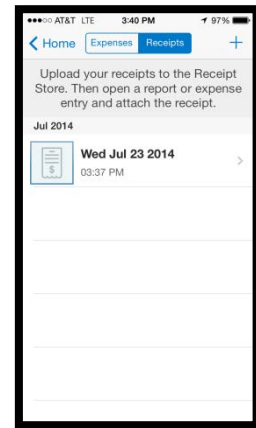 AT&T LTE 3:40 PM 97%
Home Expenses Receipts +
Upload your receipts to the Receipt
Store. Then open a report or expense
entry and attach the receipt.
Jul 2014
Wed Jul 23 2014
$
03:37 PM